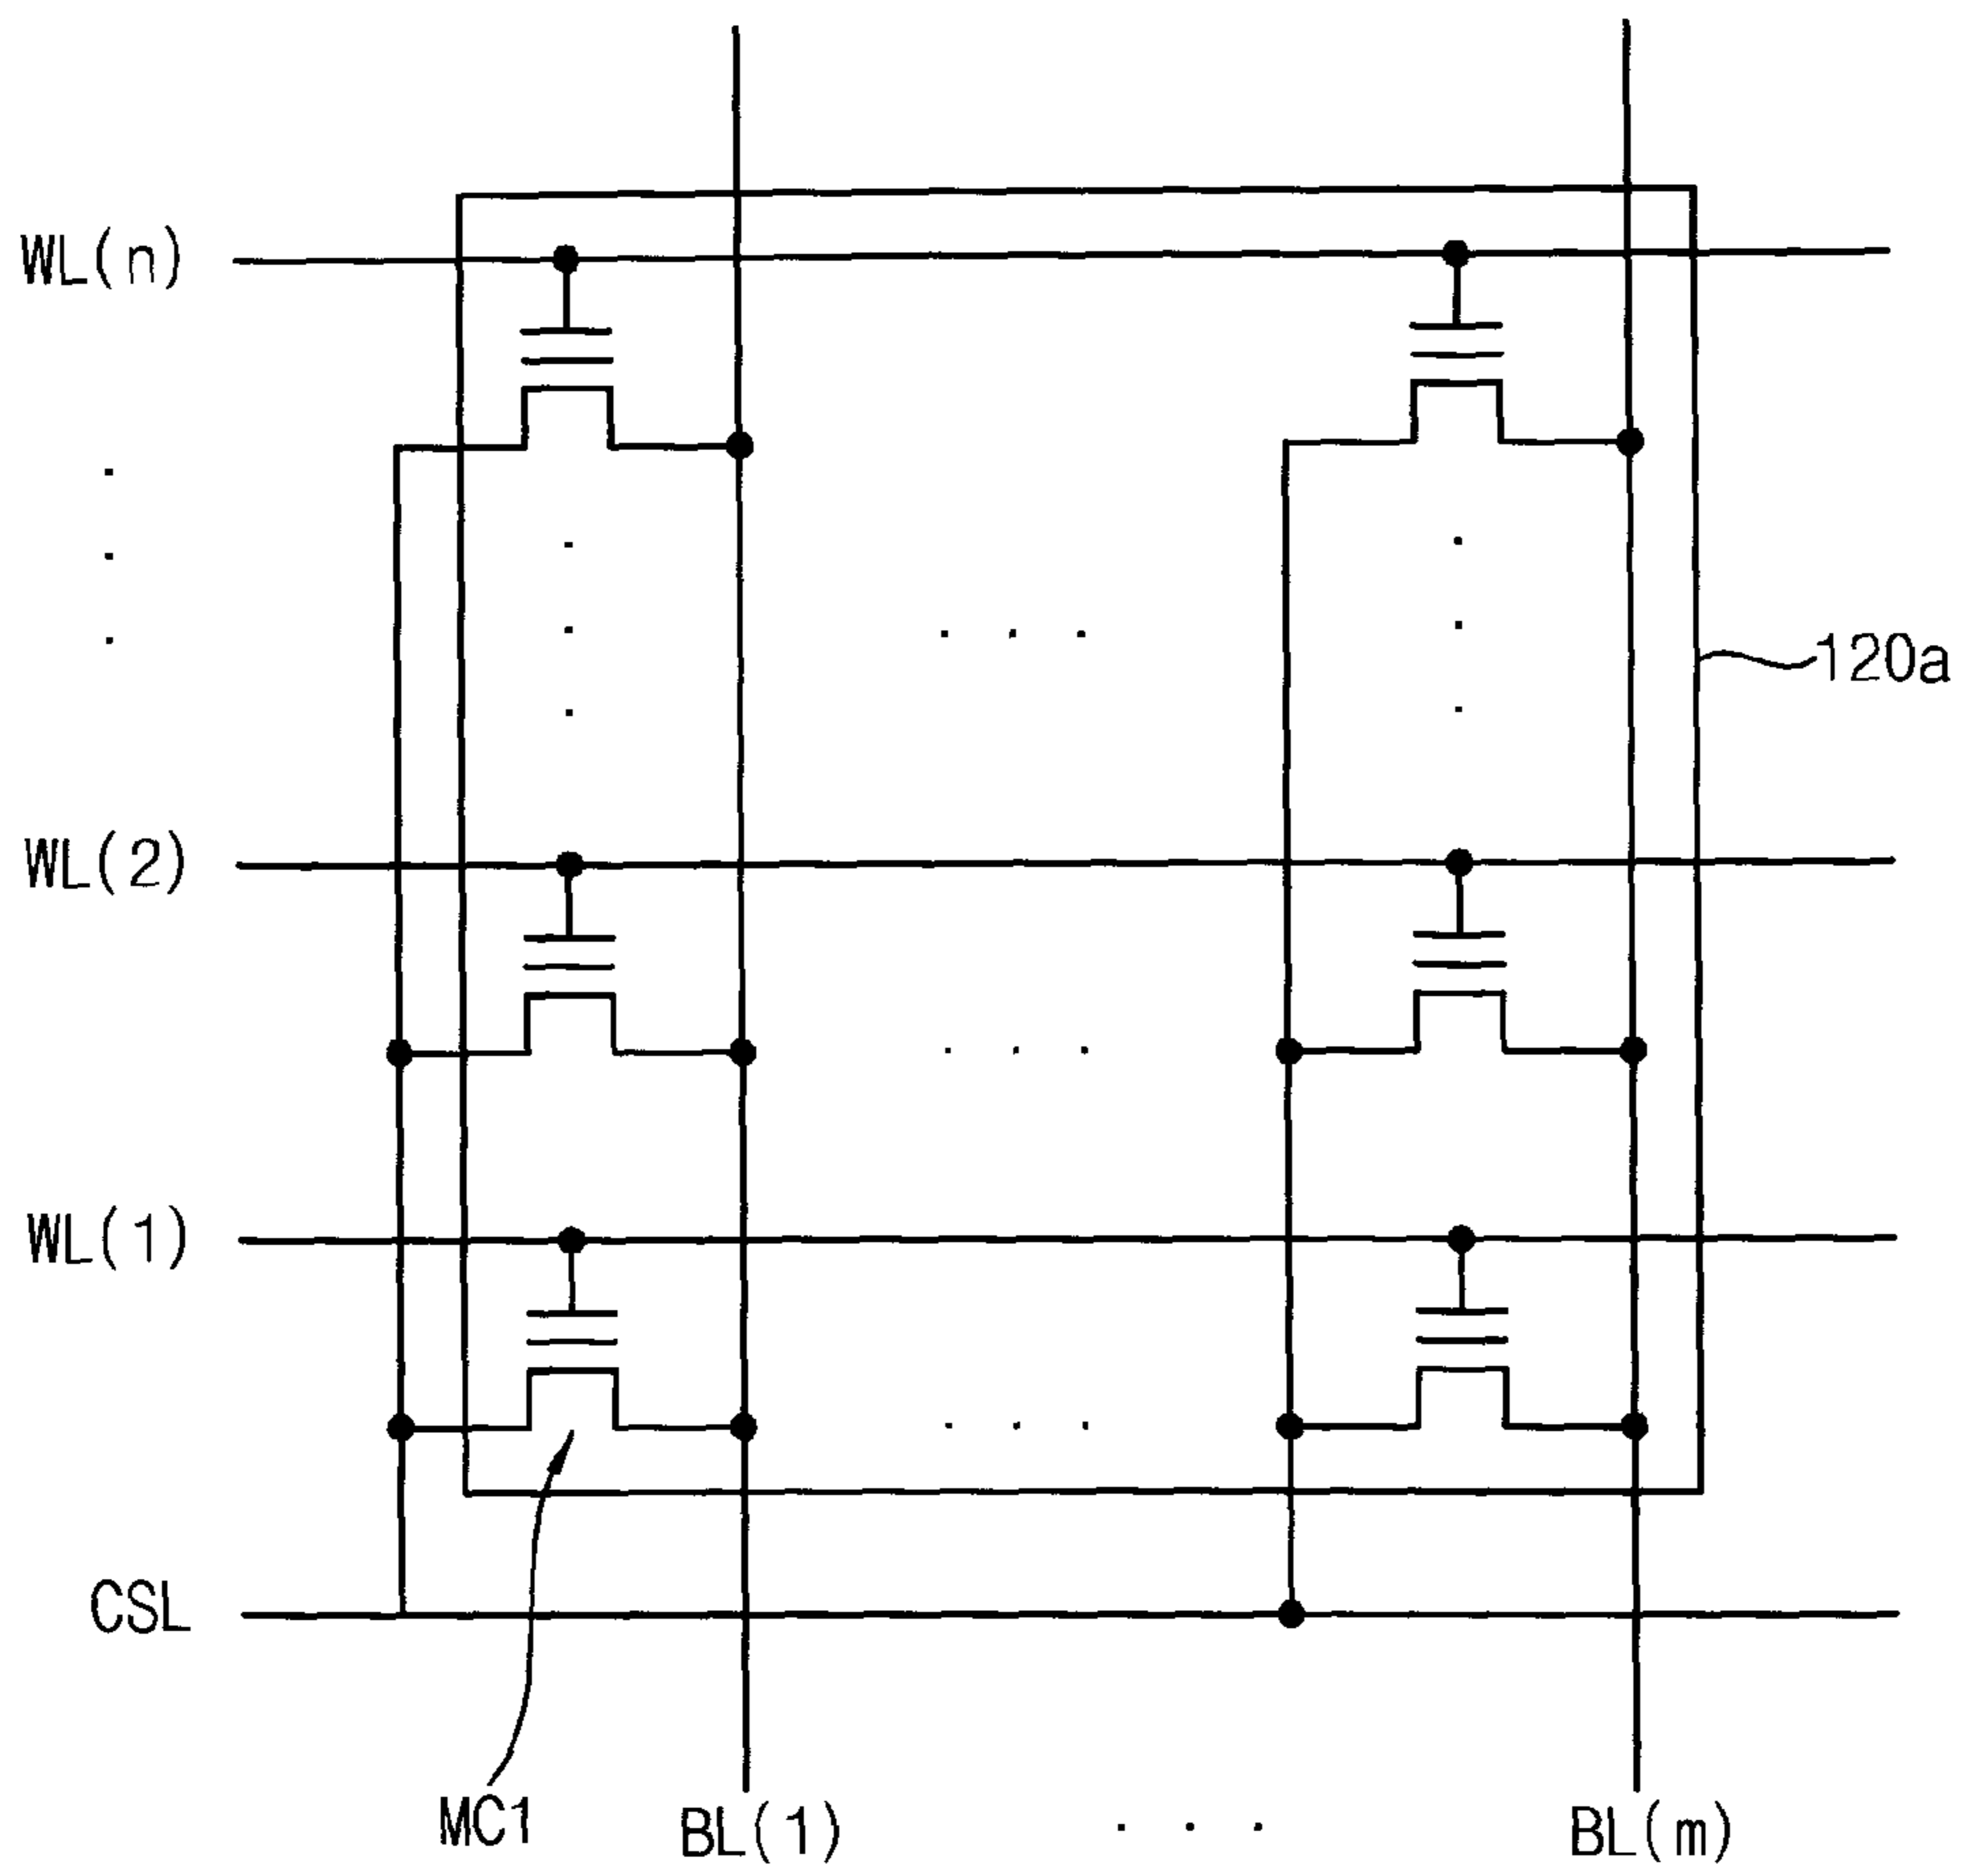 WL(n)
120a
WL(2)
WL(1)
CSL
MC1
BL(1)
. . .
BL(m)